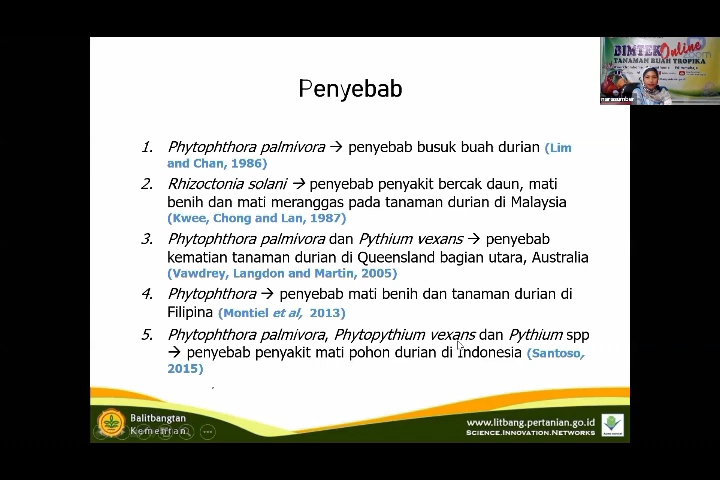 Penyebab
1. Phytophthora palmivora → penyebab busuk buah durian (Lim
and Chan, 1986)
2. Rhizoctonia solani → penyebab penyakit bercak daun, mati
benih dan mati meranggas pada tanaman durian di Malaysia
(Kwee, Chong and Lan, 1987)
3. Phytophthora palmivora dan Pythium vexans → penyebab
kematian tanaman durian di Queensland bagian utara, Australia
(Vawdrey, Langdon and Martin, 2005)
4. Phytophthora → penyebab mati benih dan tanaman durian di
Filipina (Montiel et al, 2013)
5. Phytophthora palmivora, Phytopythium vexans dan Pythium spp
→ penyebab penyakit mati pohon durian di Indonesia (Santoso,
2015)
Balitbangtan
Kementan
www.litbang.pertanian.go.id
SCIENCE.INNOVATION.NETWORKS
BIMTEK Online
TANAMAN BUAH TROPIKA
narasumber